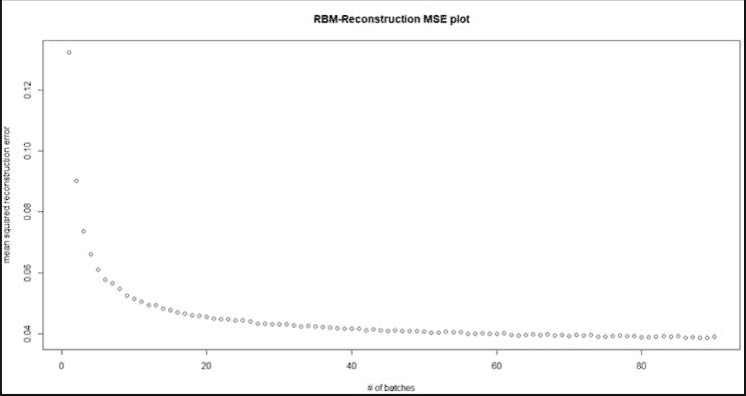 RBM-Reconstruction MSE plot
mean squared reconstruction error
0.12
0.10
0.08
0.06
0.04
0 20 40 60 80
# of batches